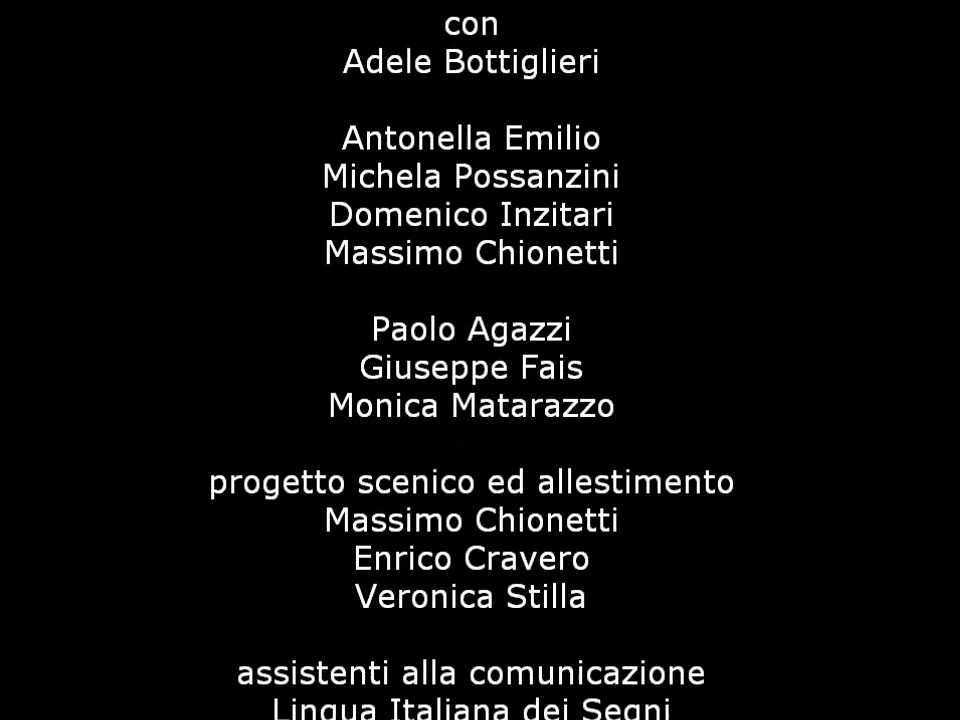 con
Adele Bottiglieri
Antonella Emilio
Michela Possanzini
Domenico Inzitari
Massimo Chionetti
Paolo Agazzi
Giuseppe Fais
Monica Matarazzo
progetto scenico ed allestimento
Massimo Chionetti
Enrico Cravero
Veronica Stilla
assistenti alla comunicazione
Lingua Italiana dei Segni